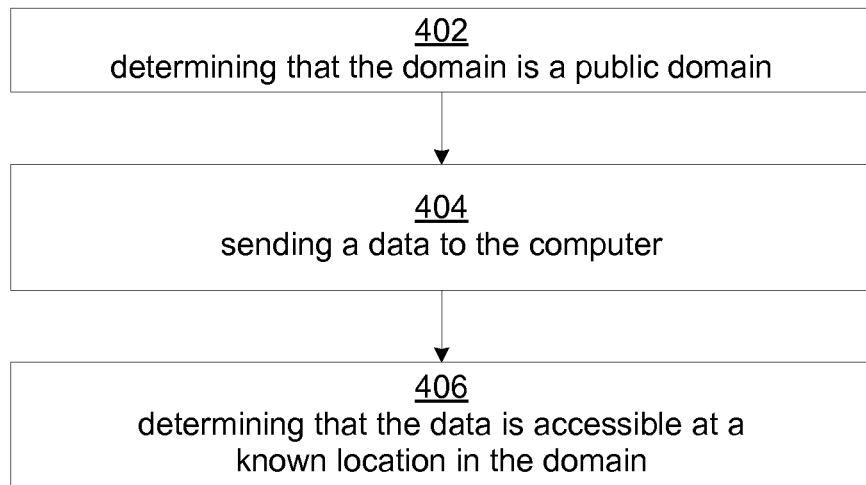 402
determining that the domain is a public domain
404
sending a data to the computer
406
determining that the data is accessible at a
known location in the domain